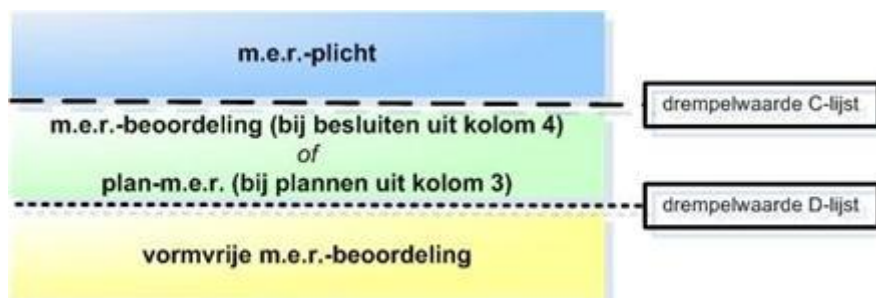 m.e.r.-plicht
drempelwaarde C-lijst
m.e.r.-beoordeling (bij besluiten uit kolom 4)
of
plan-m.e.r. (bij plannen uit kolom 3)
drempelwaarde D-lijst
vormvrije m.e.r.-beoordeling